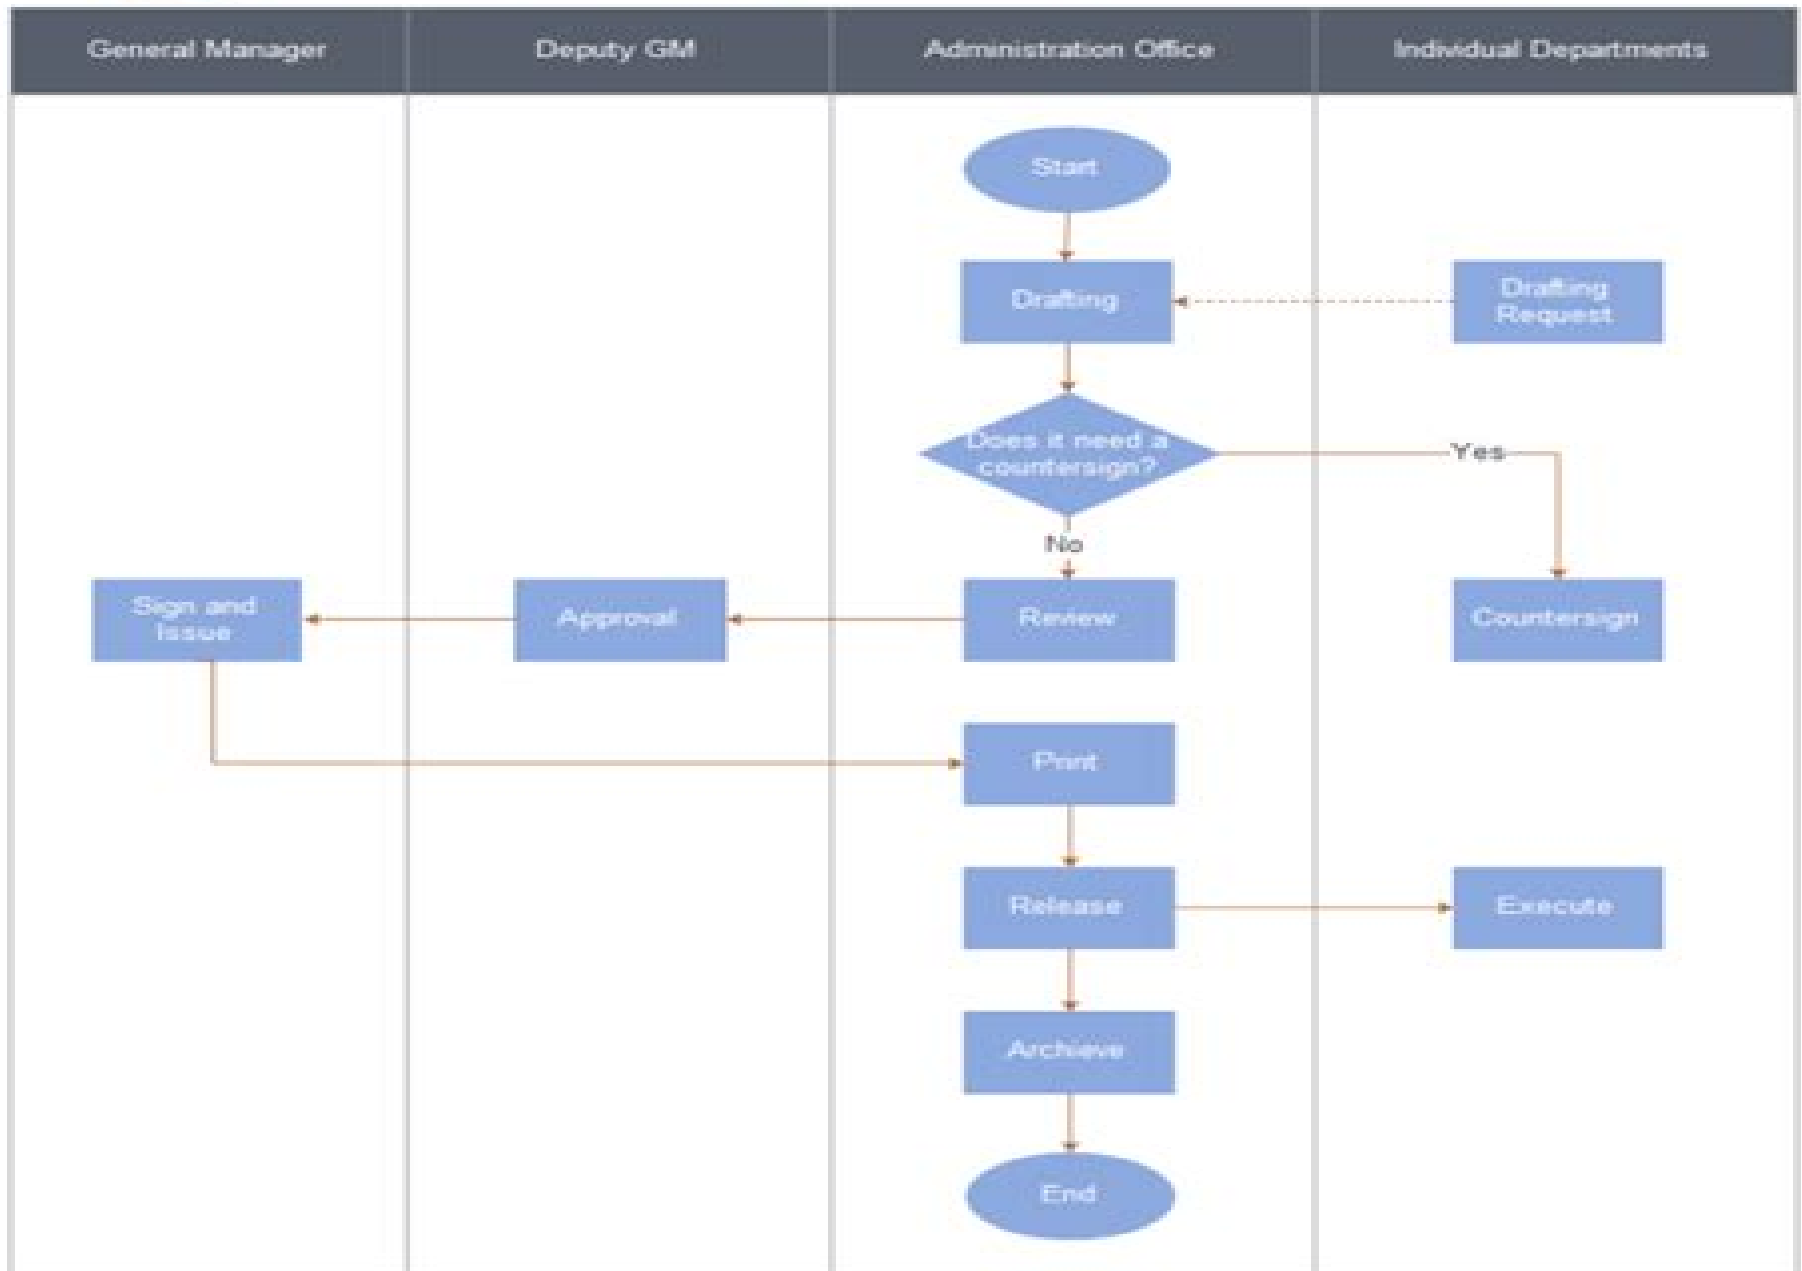 General Manager
Deputy GM
Administration Office
Individual Departments
Start
Drafting
Drafting
Request
Does it need a
countersign?
Yes
No
Sign and
Issue
Approval
Review
Countersign
Print
Release
Execute
Archieve
End